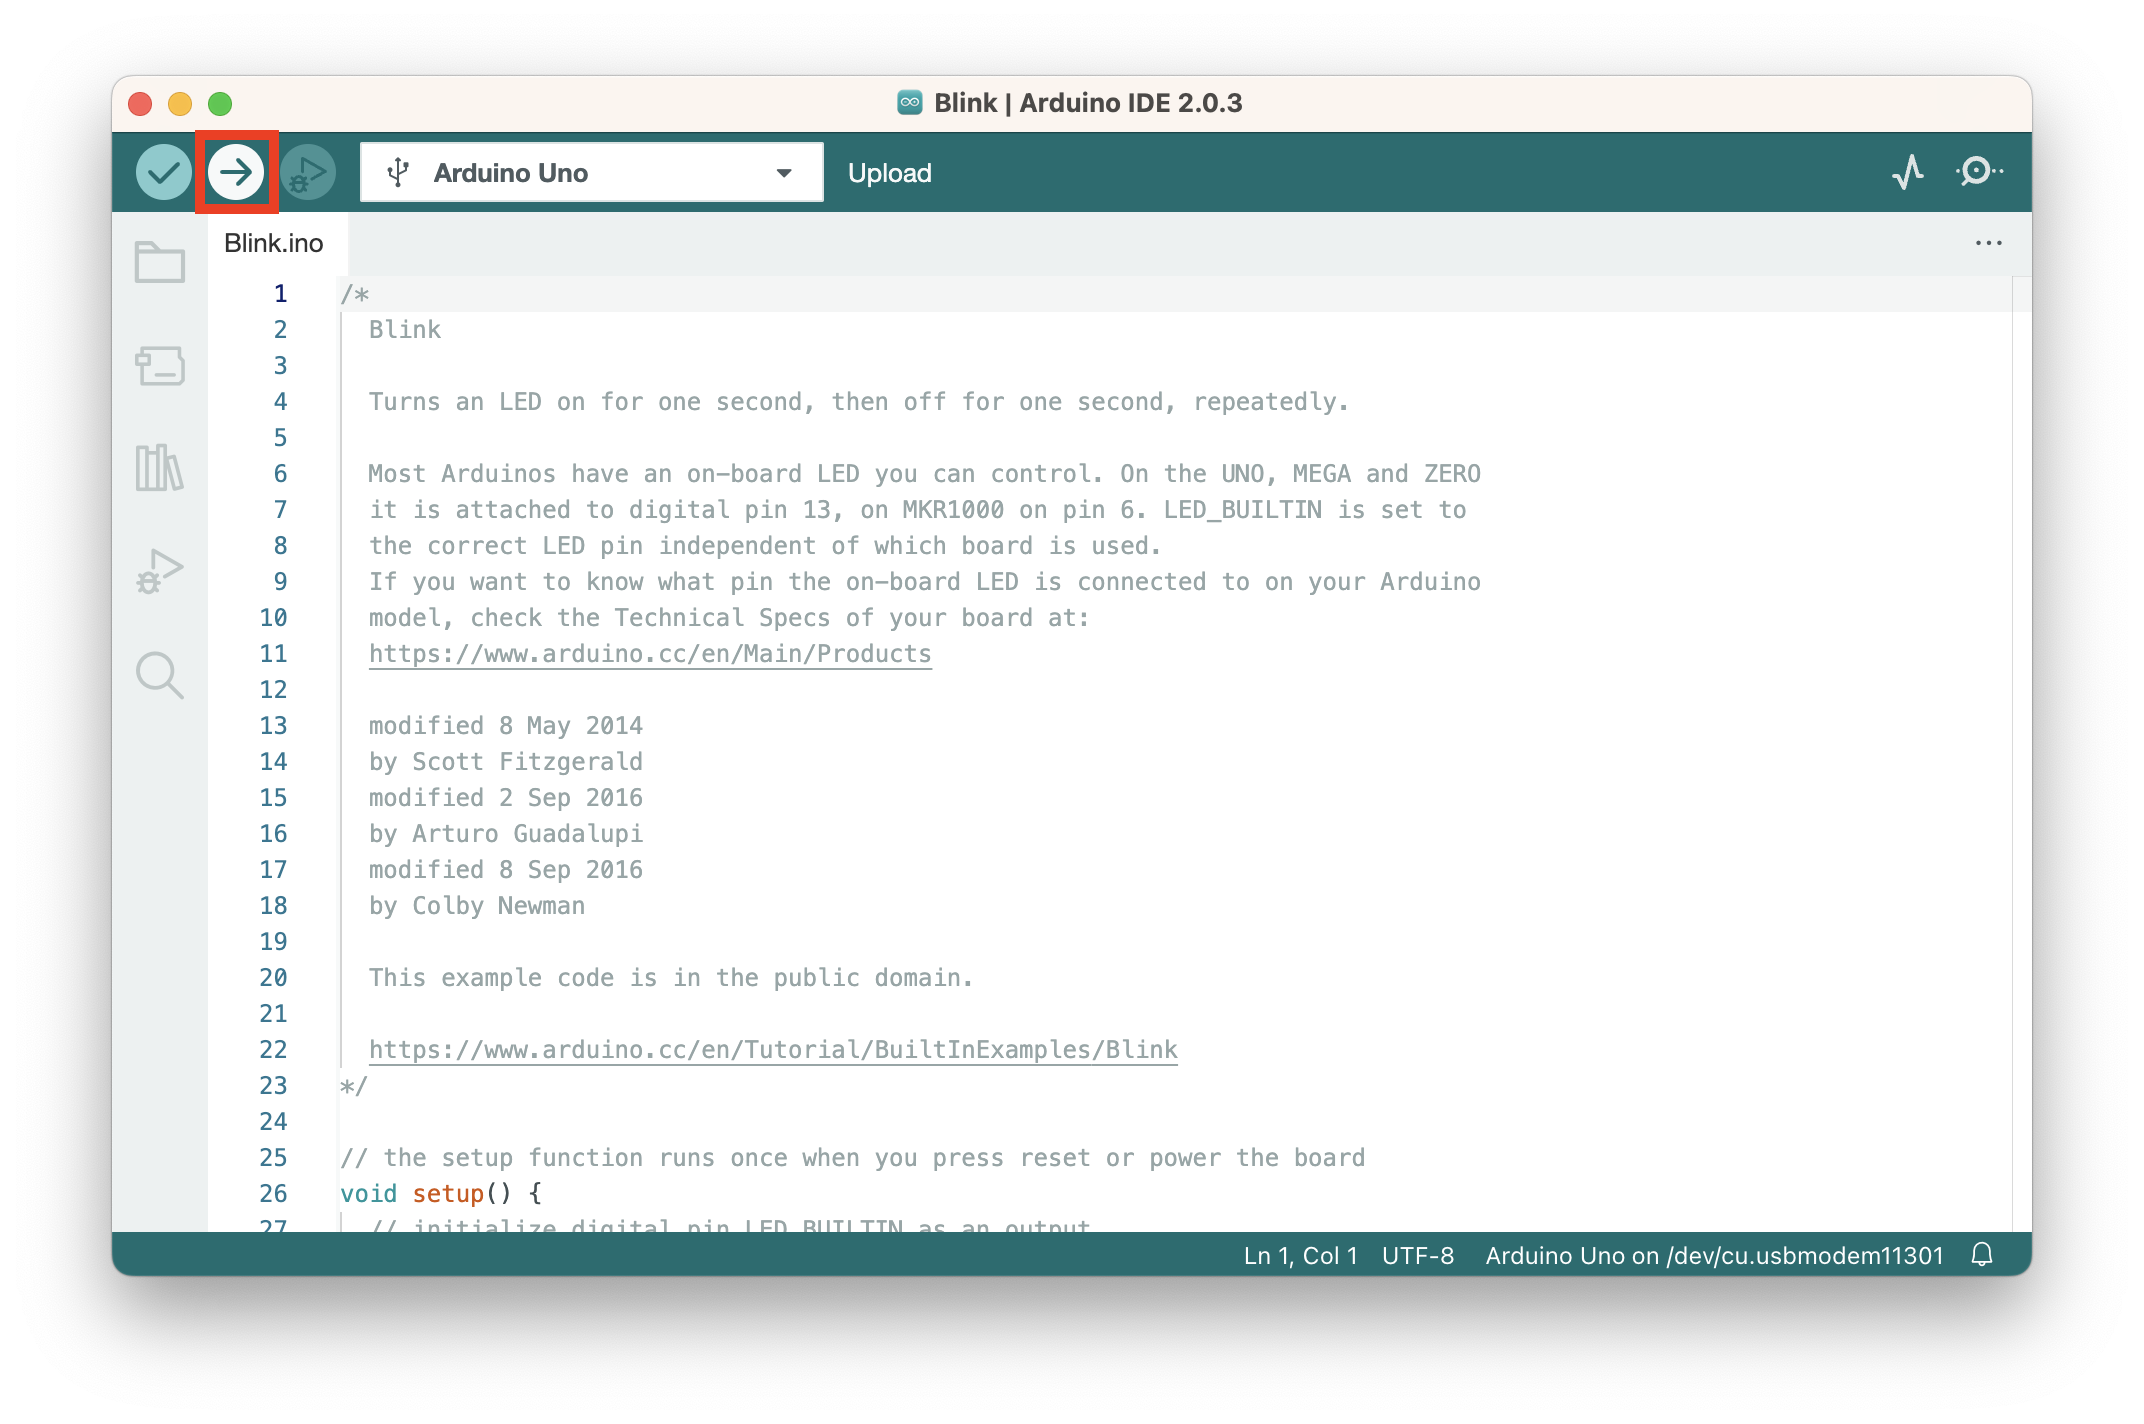 Blink | Arduino IDE 2.0.3
Arduino Uno
Upload
Blink.ino
1 /*
2 Blink
3
4 Turns an LED on for one second, then off for one second, repeatedly.
5
6 Most Arduinos have an on-board LED you can control. On the UNO, MEGA and ZERO
7 it is attached to digital pin 13, on MKR1000 on pin 6. LED_BUILTIN is set to
8 the correct LED pin independent of which board is used.
9 If you want to know what pin the on-board LED is connected to on your Arduino
10 model, check the Technical Specs of your board at:
11 https://www.arduino.cc/en/Main/Products
12
13 modified 8 May 2014
14 by Scott Fitzgerald
15 modified 2 Sep 2016
16 by Arturo Guadalupi
17 modified 8 Sep 2016
18 by Colby Newman
19
20 This example code is in the public domain.
21
22 https://www.arduino.cc/en/Tutorial/BuiltInExamples/Blink
23 */
24
25 // the setup function runs once when you press reset or power the board
26 void setup() {
27 // initialize digital pin LED_BUILTIN as an output
Ln 1, Col 1 UTF-8 Arduino Uno on /dev/cu.usbmodem11301